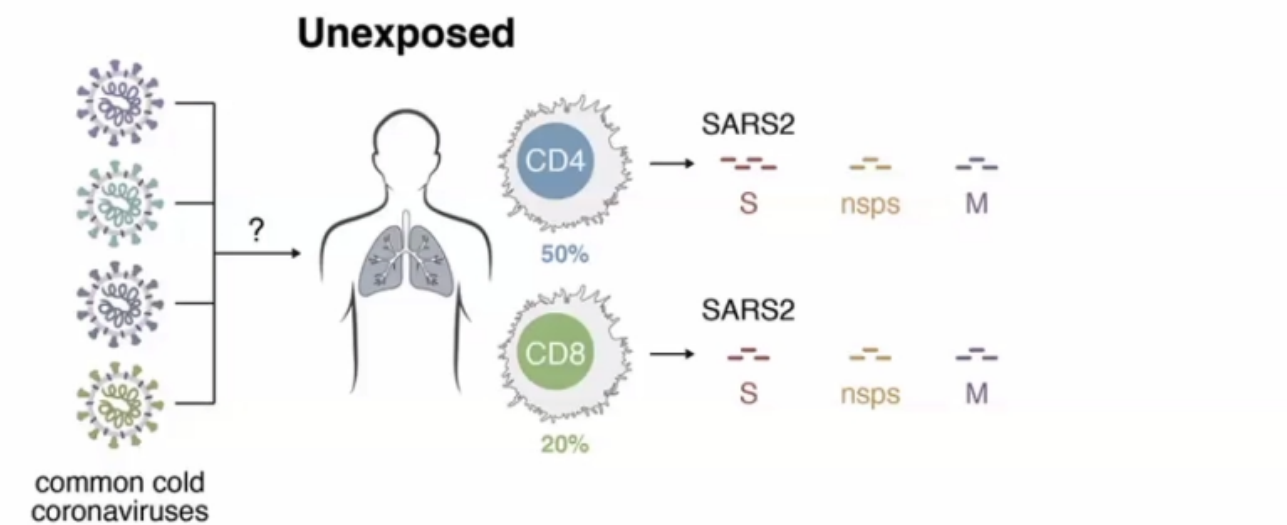 Unexposed
?
common cold
coronaviruses
CD4
50%
SARS2
S nsps M
CD8
20%
SARS2
S nsps M